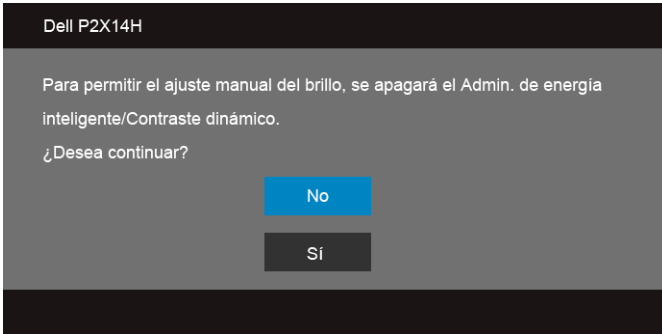 Dell P2X14H
Para permitir el ajuste manual del brillo, se apagará el Admin. de energía
inteligente/Contraste dinámico.
¿Desea continuar?
No
Sí